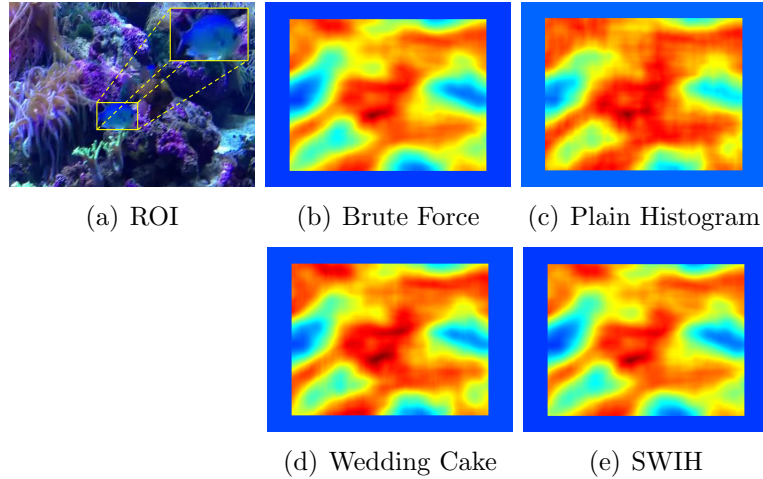 (a) ROI
(b) Brute Force
(c) Plain Histogram
(d) Wedding Cake
(e) SWIH